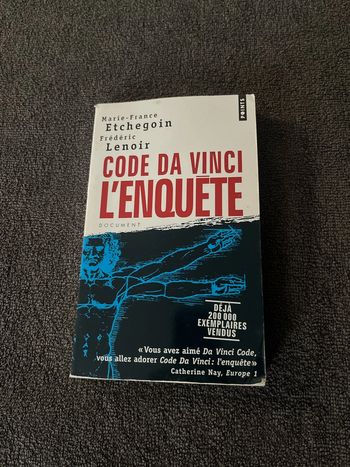 POINTS
Marie-France
Etchegoin
Frédéric
Lenoir
CODE DA VINCI
L'ENQUÊTE
DOCUMENT
DÉJÀ
200 000
EXEMPLAIRES
VENDUS
« Vous avez aimé Da Vinci Code,
vous allez adorer Code Da Vinci : l'enquête »
Catherine Nay, Europe 1